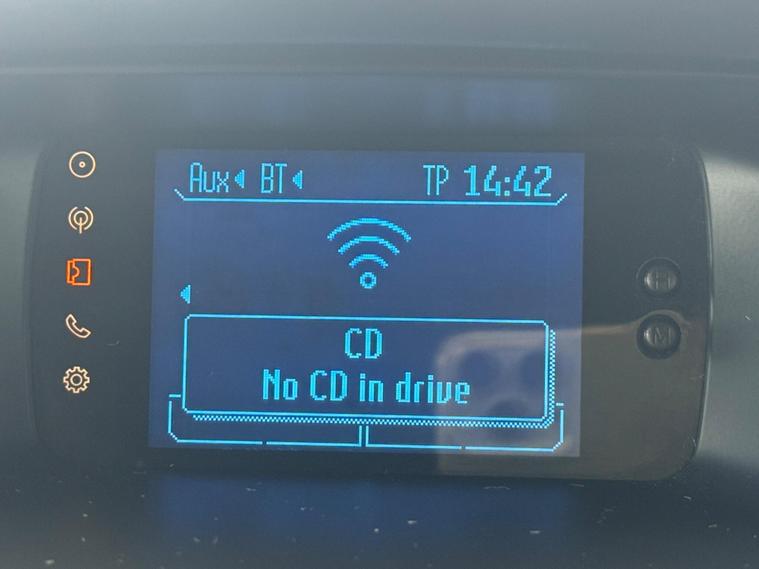 Aux BT TP 14:42
CD
No CD in drive
H
M